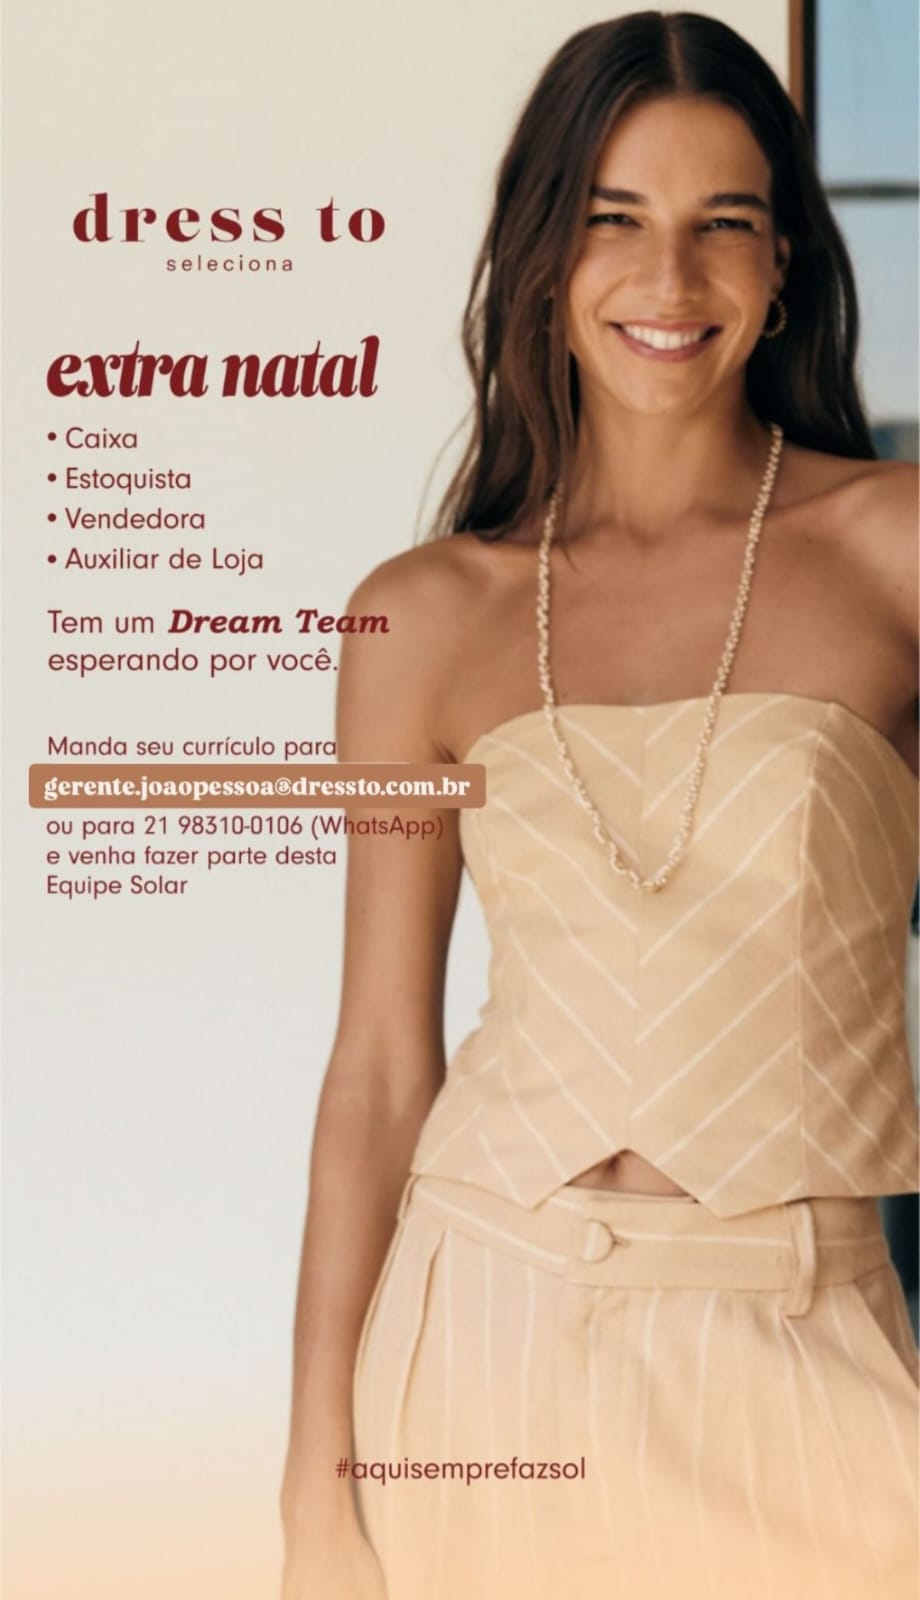 dress to
seleciona
extra natal
• Caixa
• Estoquista
• Vendedora
• Auxiliar de Loja
Tem um Dream Team
esperando por você.
Manda seu currículo para
gerente.joaopessoa@dressto.com.br
ou para 21 98310-0106 (WhatsApp)
e venha fazer parte desta
Equipe Solar
#aquisemprefazsol